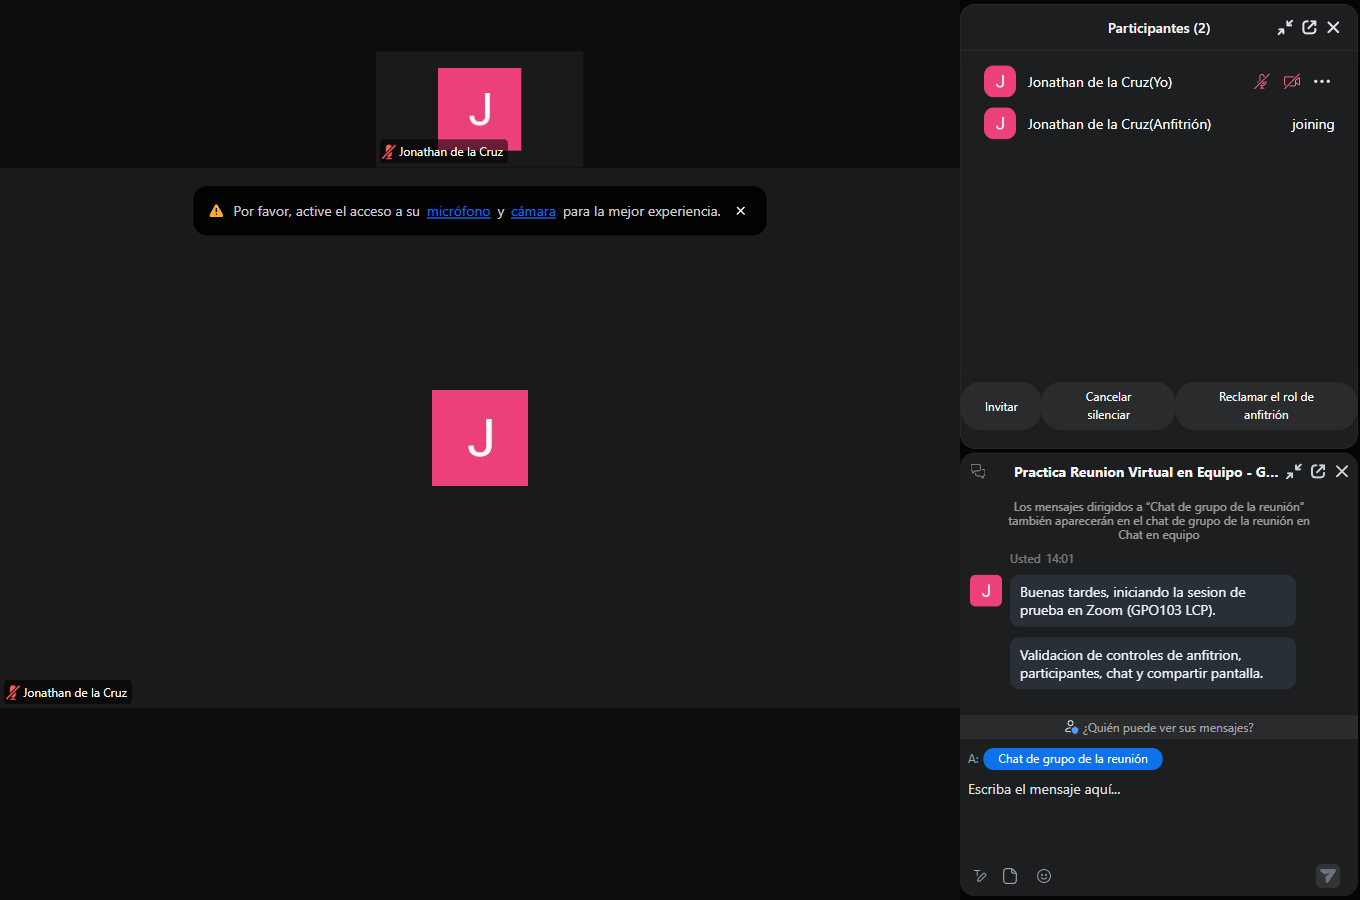 J
Jonathan de la Cruz
Por favor, active el acceso a su micrófono y cámara para la mejor experiencia.
J
Jonathan de la Cruz
Participantes (2)
J Jonathan de la Cruz(Yo)
J Jonathan de la Cruz(Anfitrión) joining
Invitar
Cancelar
silenciar
Reclamar el rol de
anfitrión
Practica Reunion Virtual en Equipo - G...
Los mensajes dirigidos a "Chat de grupo de la reunión"
también aparecerán en el chat de grupo de la reunión en
Chat en equipo
Usted 14:01
J
Buenas tardes, iniciando la sesion de
prueba en Zoom (GPO103 LCP).
Validacion de controles de anfitrion,
participantes, chat y compartir pantalla.
¿Quién puede ver sus mensajes?
A: Chat de grupo de la reunión
Escriba el mensaje aquí...